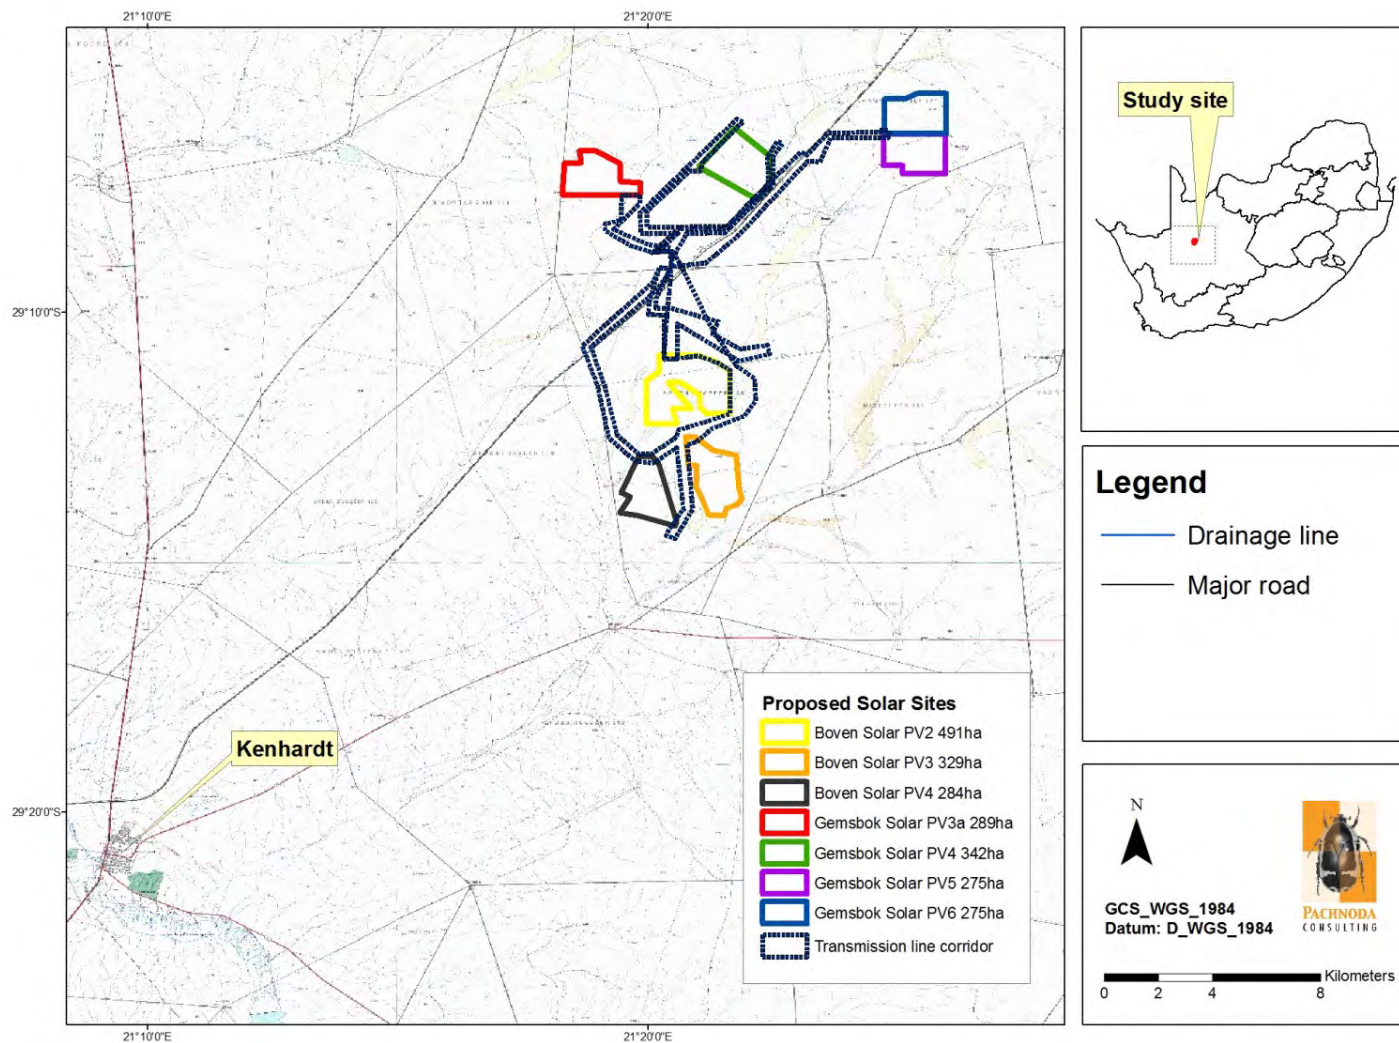 21°10'0"E
21°20'0"E
29°10'0"S
29°20'0"S
Kenhardt
Proposed Solar Sites
Boven Solar PV2 491ha
Boven Solar PV3 329ha
Boven Solar PV4 284ha
Gemsbok Solar PV3a 289ha
Gemsbok Solar PV4 342ha
Gemsbok Solar PV5 275ha
Gemsbok Solar PV6 275ha
Transmission line corridor
21°10'0"E
21°20'0"E
Study site
Legend
Drainage line
Major road
N
GCS_WGS_1984
Datum: D_WGS_1984
PACHNODA
CONSULTING
Kilometers
0 2 4 8